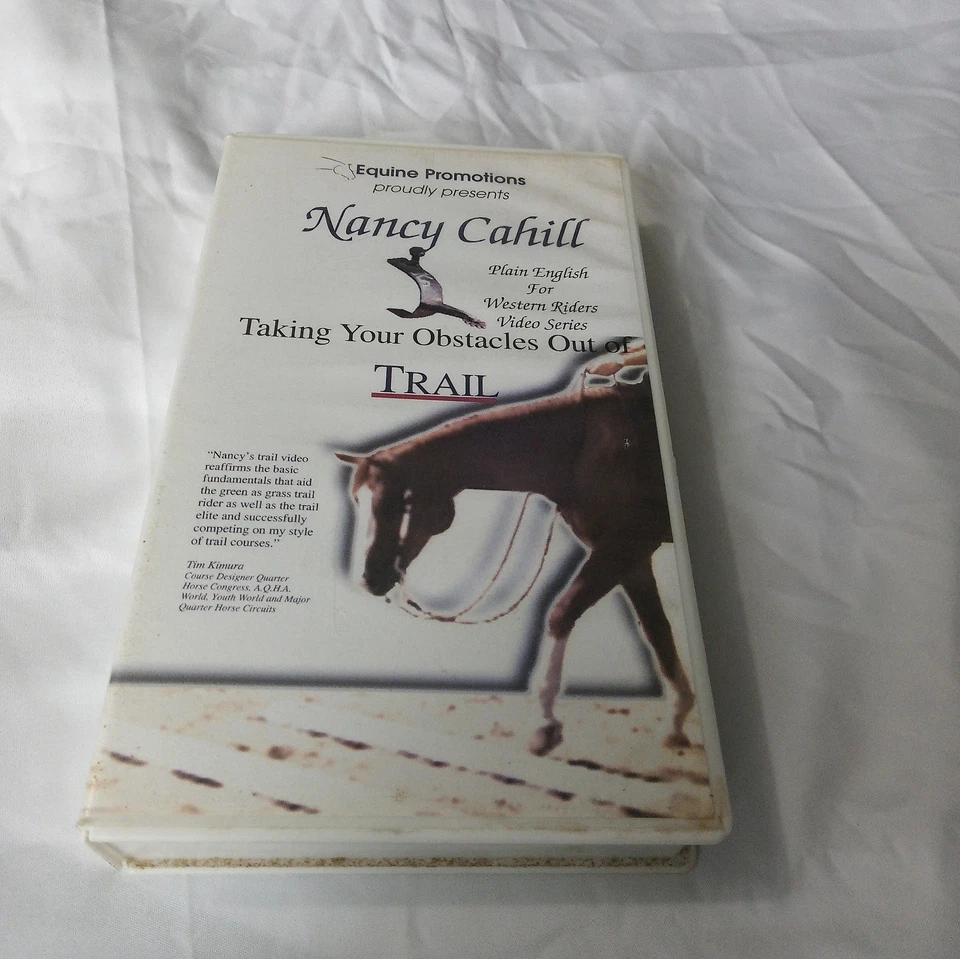 Equine Promotions
proudly presents
Nancy Cahill
Plain English
For
Western Riders
Video Series
Taking Your Obstacles Out of
TRAIL
"Nancy's trail video
reaffirms the basic
fundamentals that aid
the green as grass trail
rider as well as the trail
elite and successfully
competing on my style
of trail courses."
Tim Kimura
Course Designer Quarter
Horse Congress, A.Q.H.A.
World, Youth World and Major
Quarter Horse Circuits